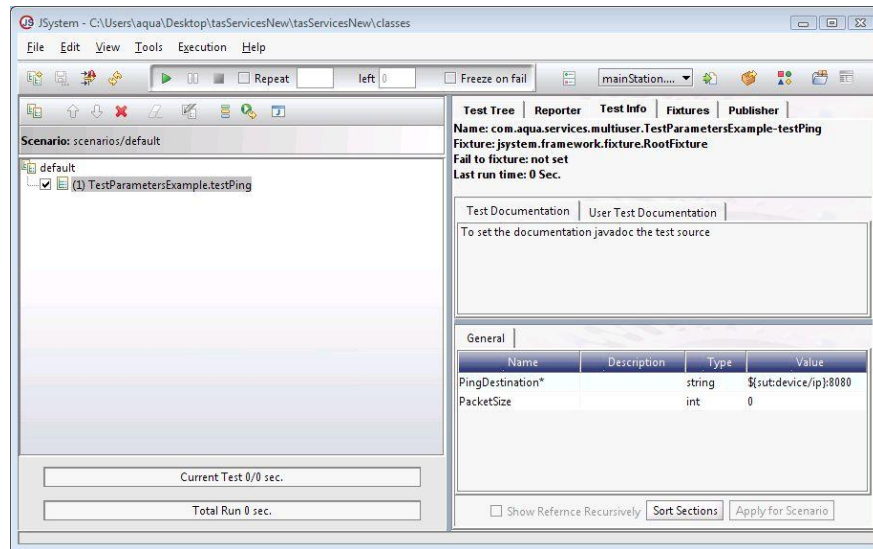 JSystem - C:\Users\aqua\Desktop\tasServicesNew\tasServicesNew\classes
File Edit View Tools Execution Help
Repeat left 0 Freeze on fail mainStation....
Scenario: scenarios/default
default
(1) TestParametersExample.testPing
Current Test 0/0 sec.
Total Run 0 sec.
Test Tree Reporter Test Info Fixtures Publisher
Name: com.aqua.services.multiuser.TestParametersExample-testPing
Fixture: jsystem.framework.fixture.RootFixture
Fail to fixture: not set
Last run time: 0 Sec.
Test Documentation User Test Documentation
To set the documentation javadoc the test source
General
Name Description Type Value
PingDestination* string ${sut:device/ip}:8080
PacketSize int 0
Show Refernce Recursively Sort Sections Apply for Scenario